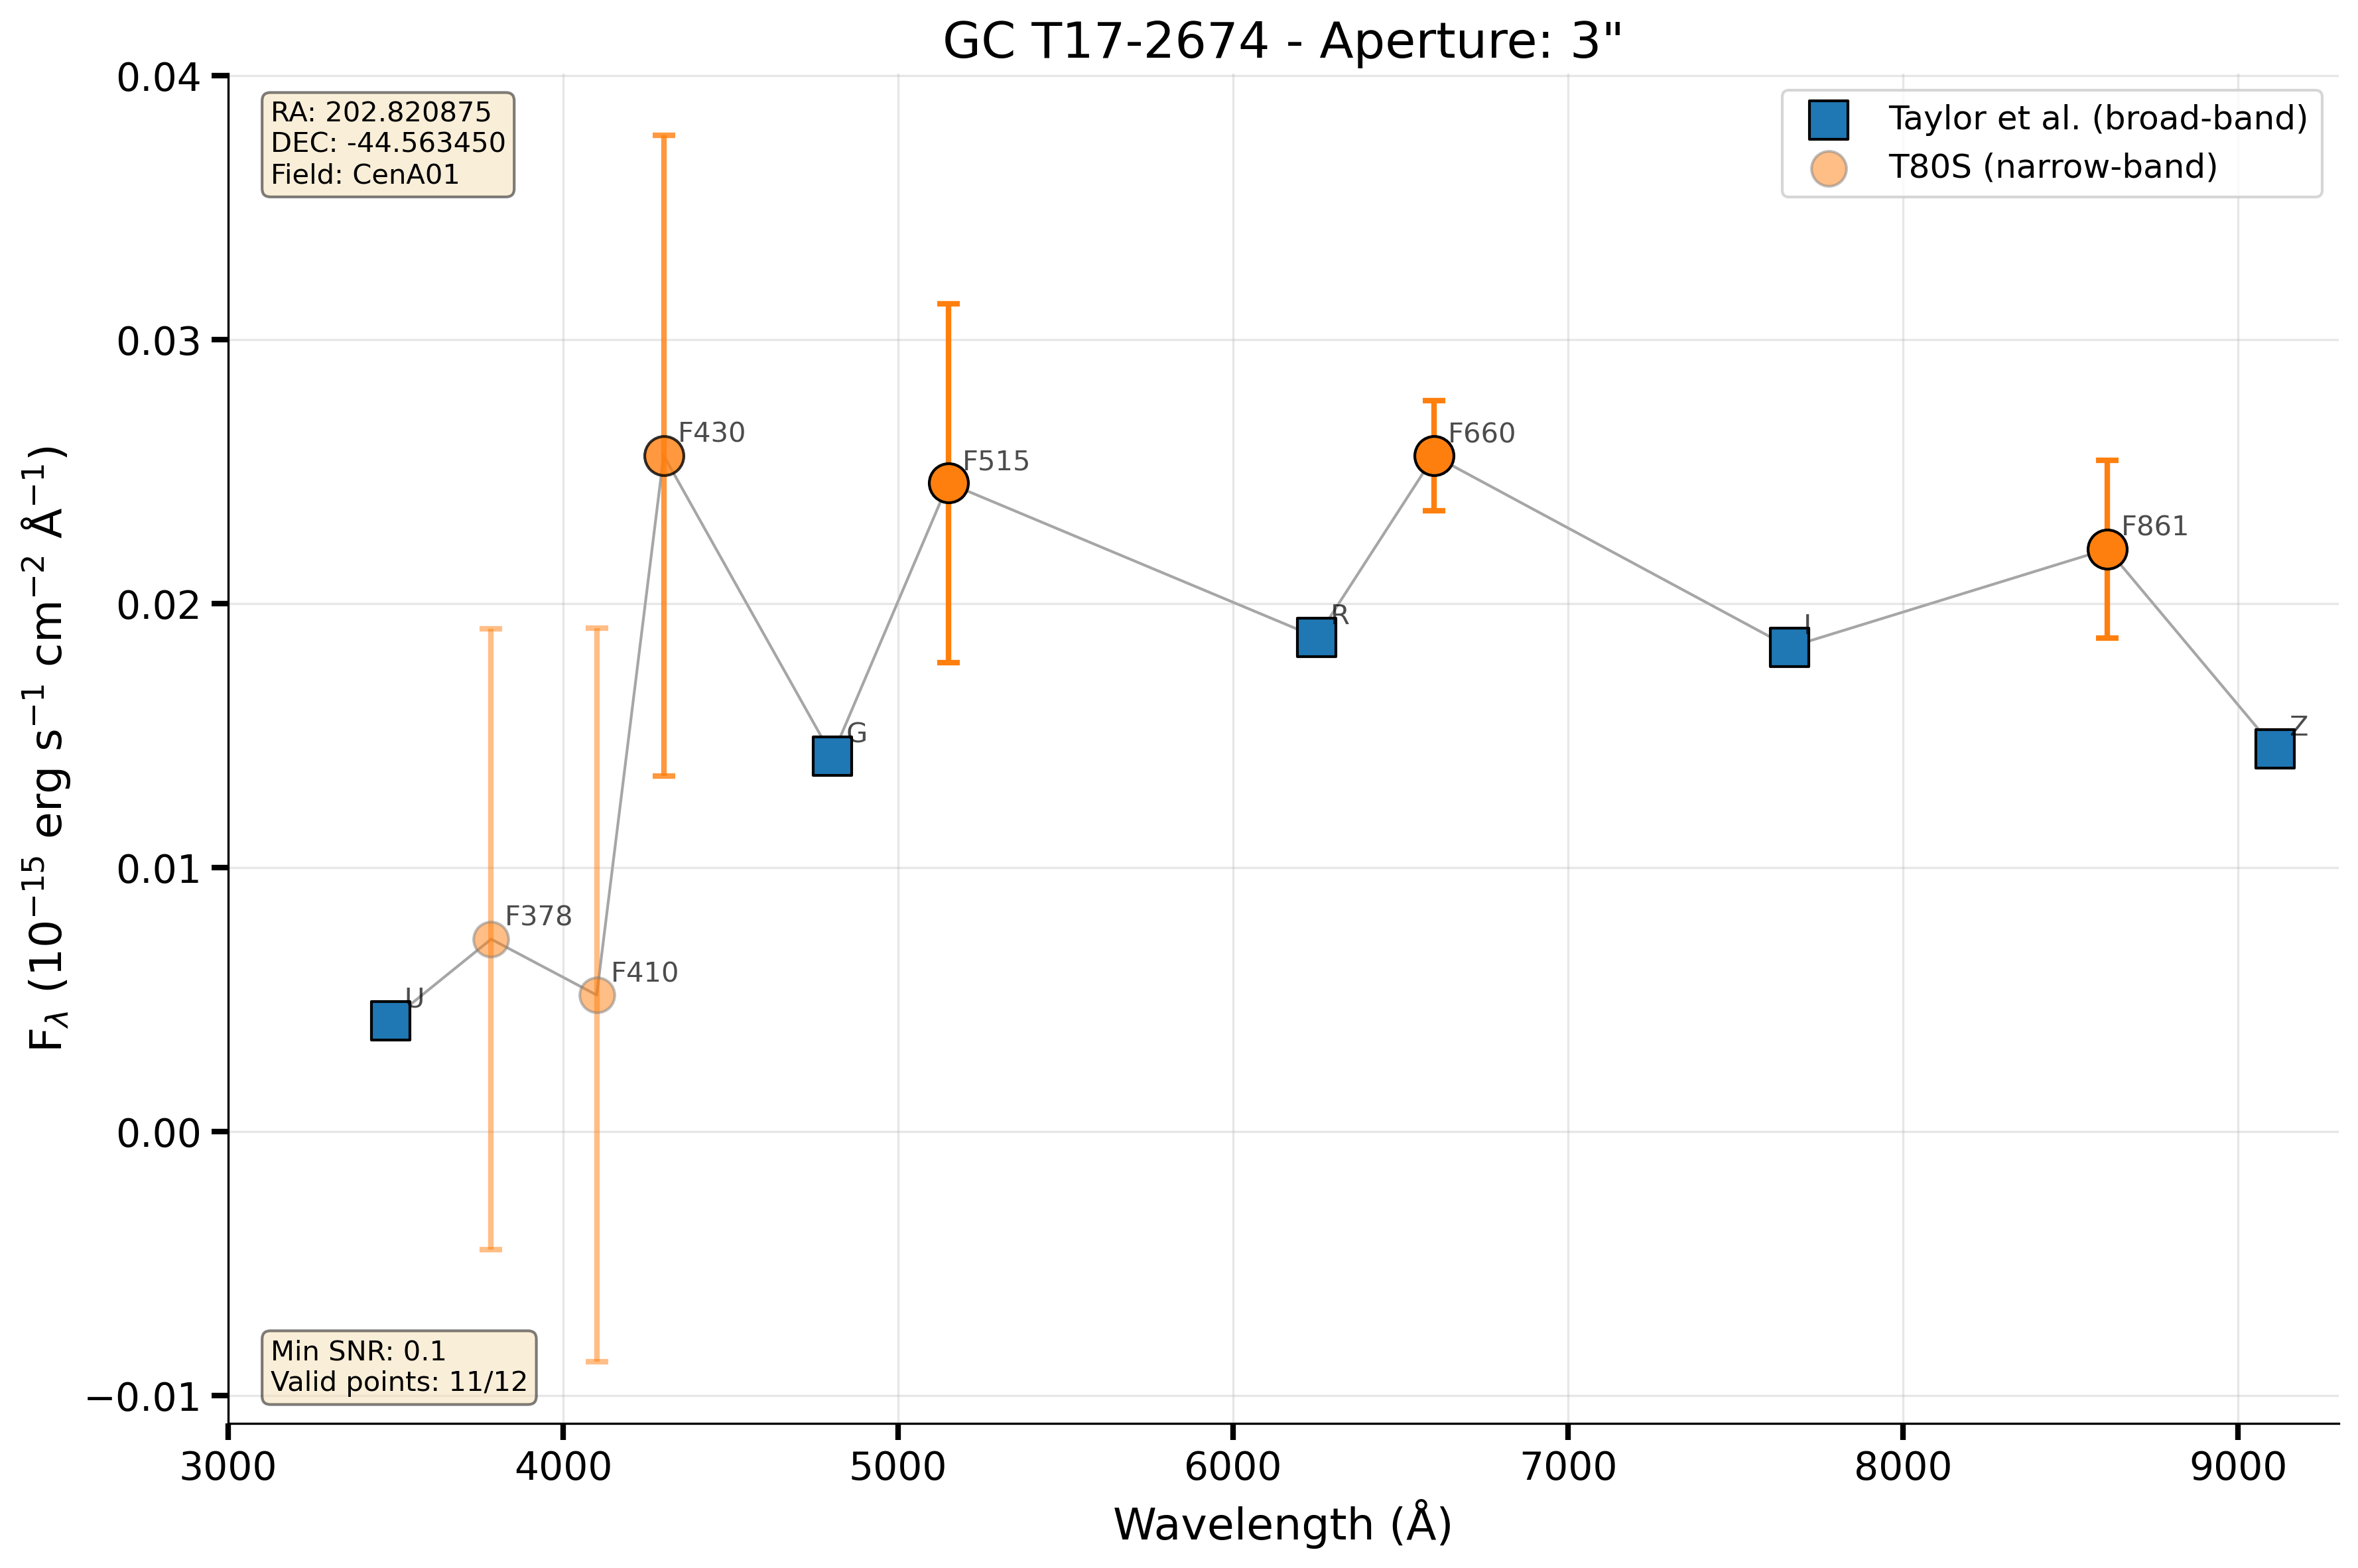 GC T17-2674 - Aperture: 3"
RA: 202.820875
DEC: -44.563450
Field: CenA01
Taylor et al. (broad-band)
T80S (narrow-band)
0.04
0.03
0.02
0.01
0.00
−0.01
F_λ (10⁻¹⁵ erg s⁻¹ cm⁻² Å⁻¹)
U
F378
F410
F430
G
F515
R
F660
I
F861
Z
Min SNR: 0.1
Valid points: 11/12
3000 4000 5000 6000 7000 8000 9000
Wavelength (Å)